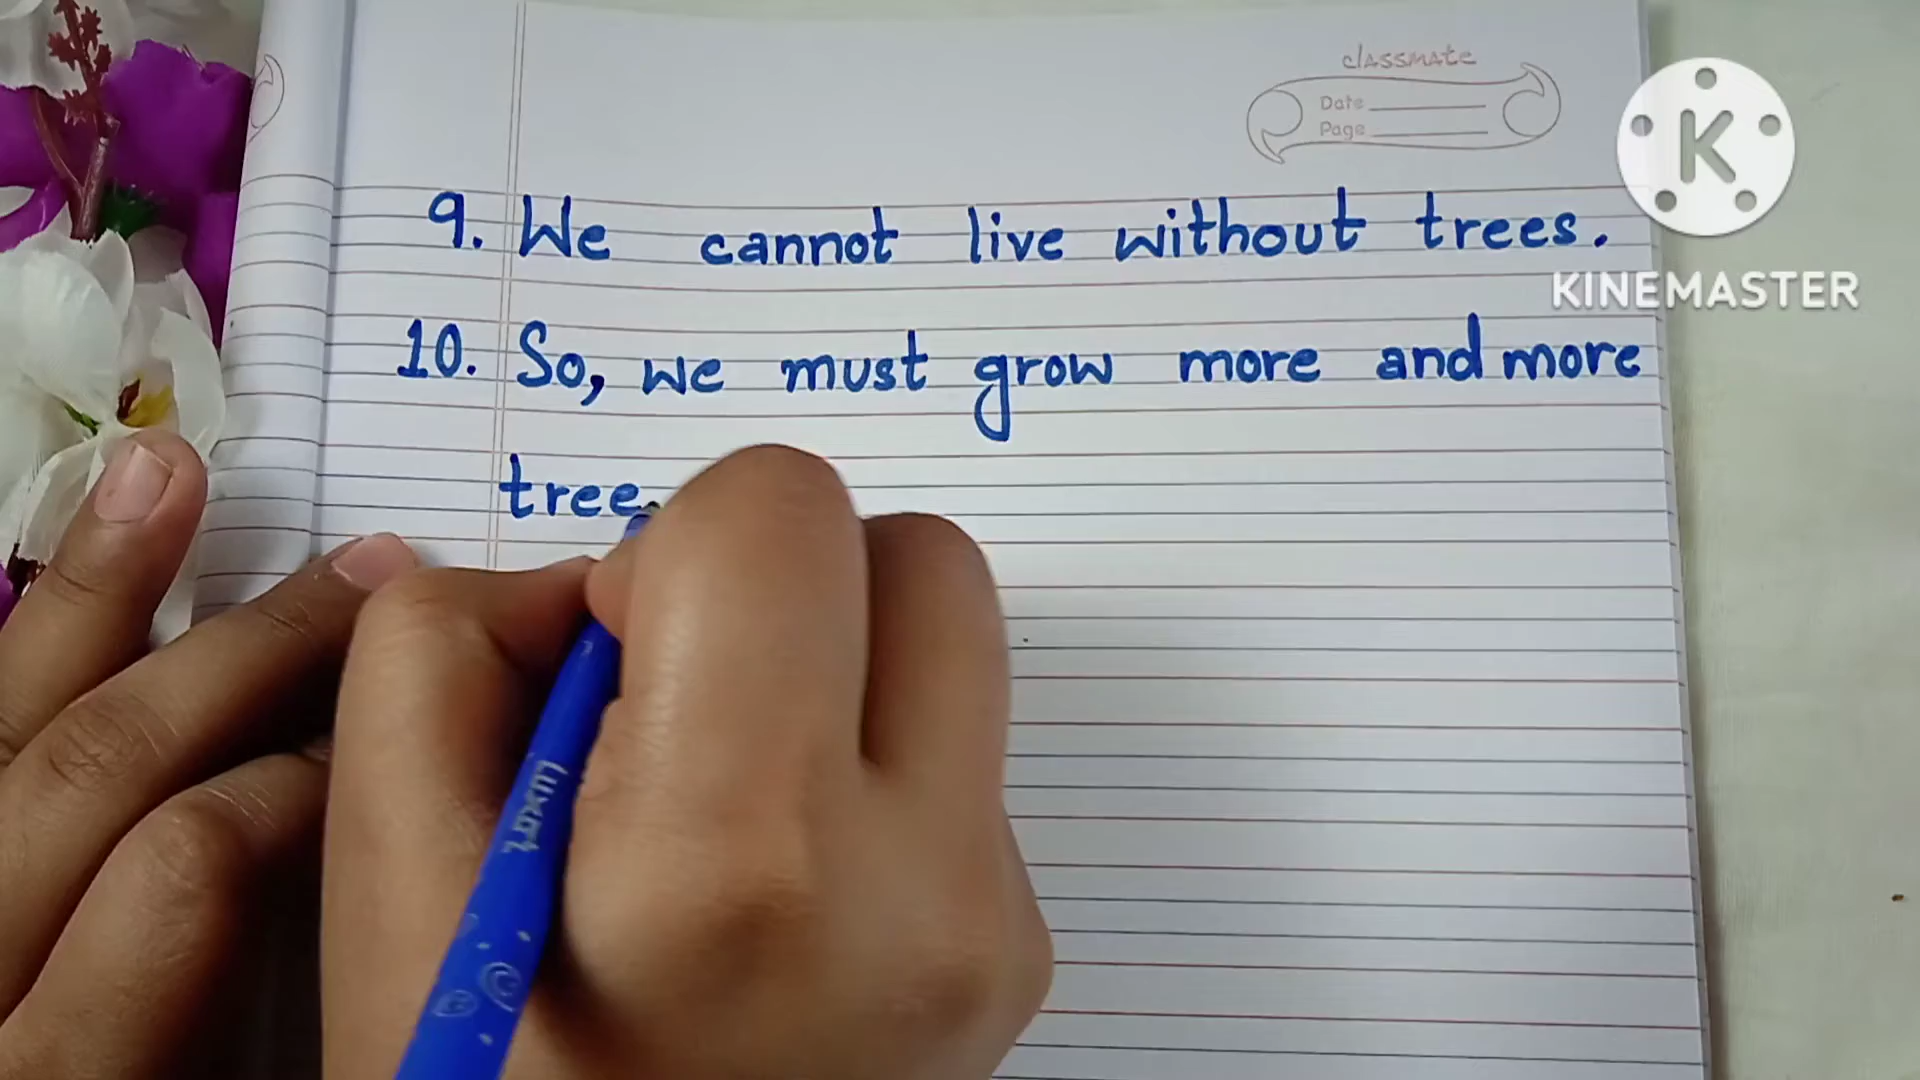 classmate
Date
Page
K
KINEMASTER
9. We cannot live without trees.
10. So, we must grow more and more
tree
Luxor